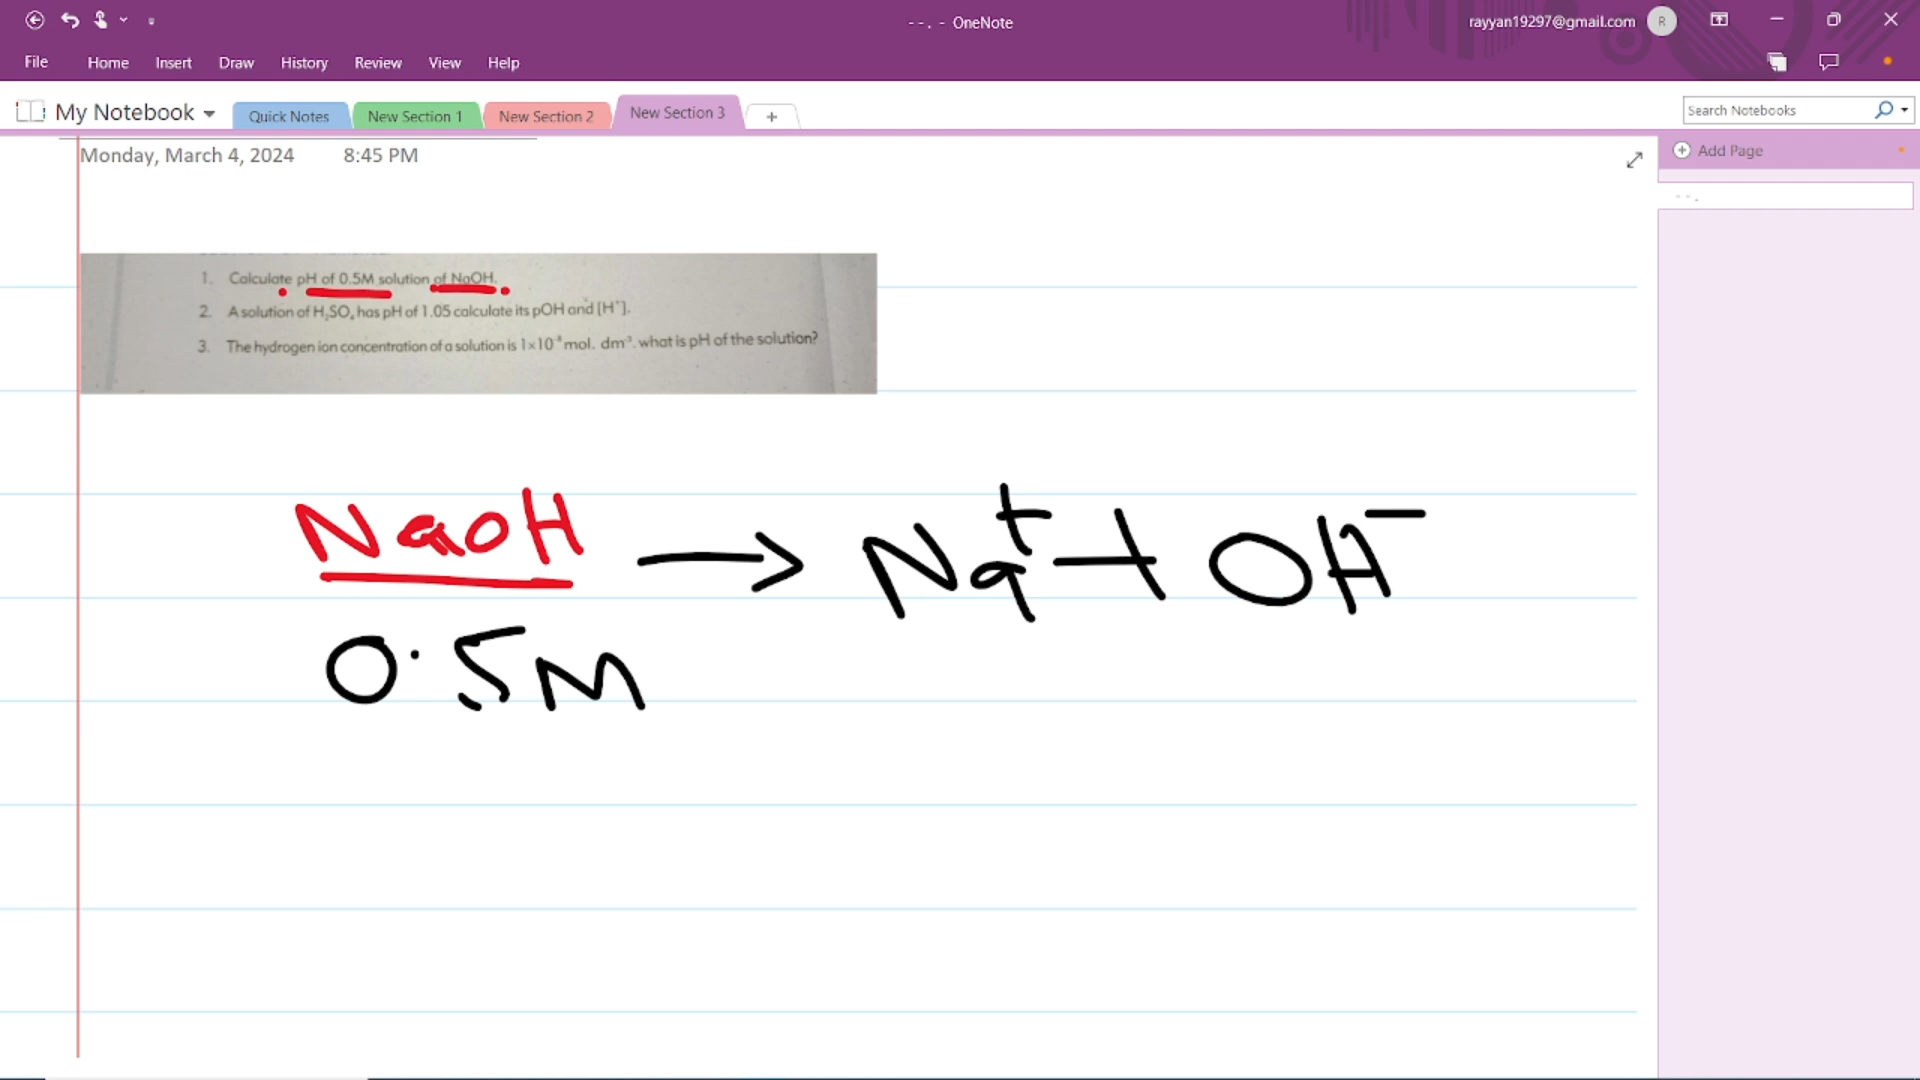 - -. - OneNote
rayyan19297@gmail.com
R
File Home Insert Draw History Review View Help
My Notebook Quick Notes New Section 1 New Section 2 New Section 3 +
Search Notebooks
Monday, March 4, 2024 8:45 PM
Add Page
- - .
1. Calculate pH of 0.5M solution of NaOH.
2. A solution of H₂SO₄ has pH of 1.05 calculate its pOH and [H⁺].
3. The hydrogen ion concentration of a solution is mol. dm⁻³. what is pH of the solution?
NaOH → Na⁺ + OH⁻
0.5M